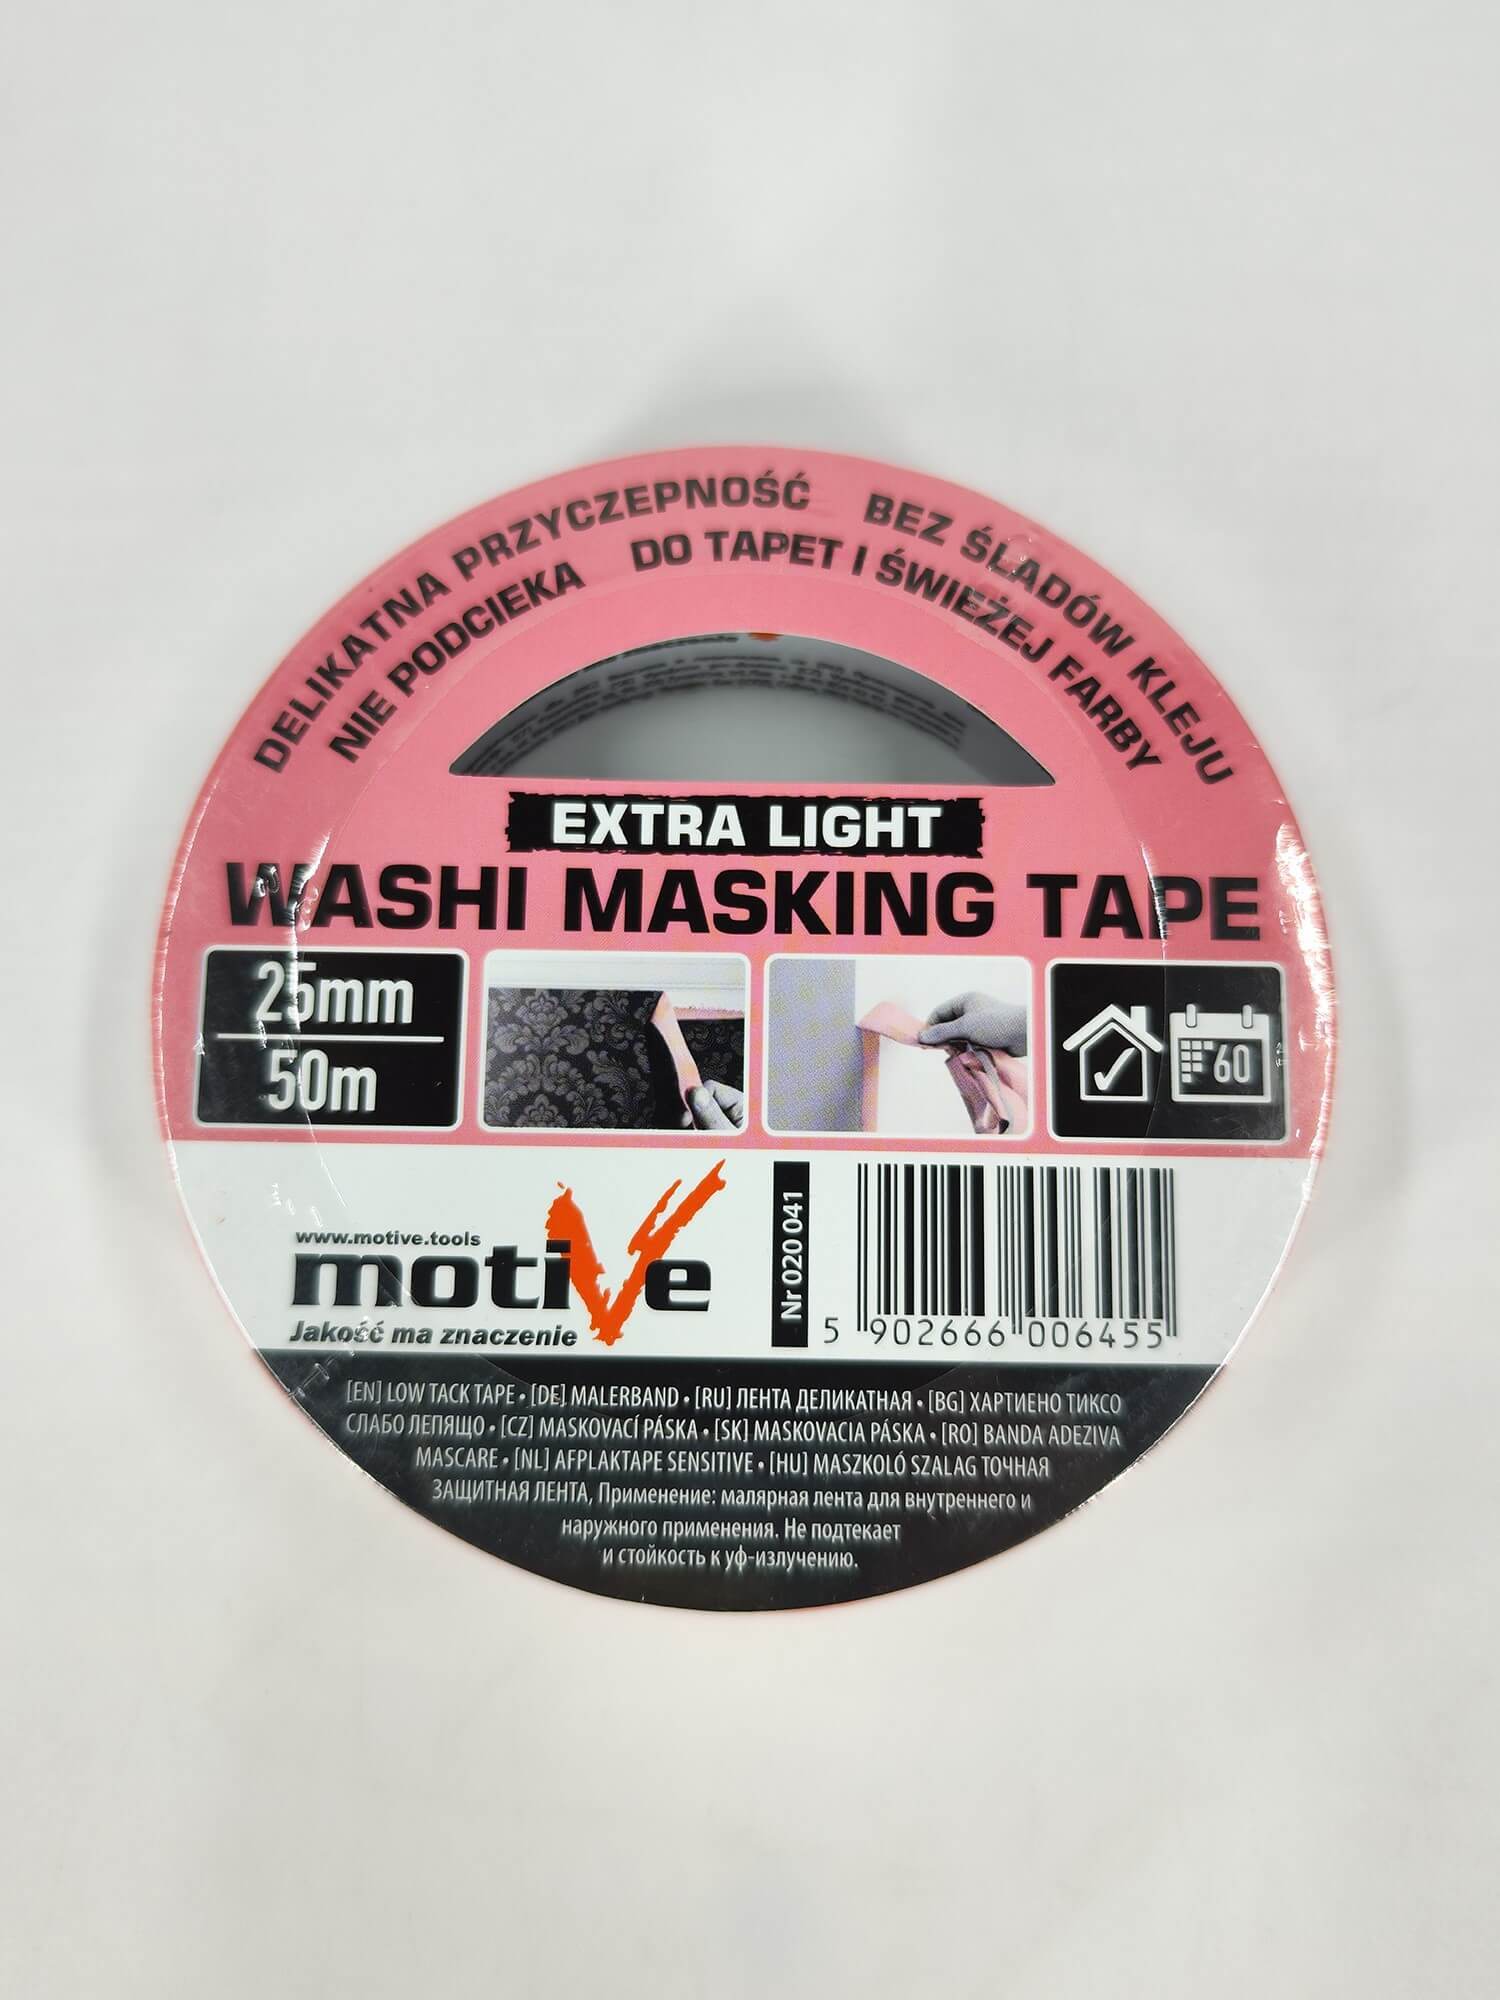 DELIKATNA PRZYCZEPNOŚĆ BEZ ŚLADÓW KLEJU
NIE PODCIEKA DO TAPET I ŚWIEŻEJ FARBY
EXTRA LIGHT
WASHI MASKING TAPE
25mm
50m
60
www.motive.tools
motiVe
Jakość ma znaczenie
Nr 020 041
5 902666 006455
[EN] LOW TACK TAPE • [DE] MALERBAND • [RU] ЛЕНТА ДЕЛИКАТНАЯ • [BG] ХАРТИЕНО ТИКСО
СЛАБО ЛЕПЯЩО • [CZ] MASKOVACÍ PÁSKA • [SK] MASKOVACIA PÁSKA • [RO] BANDA ADEZIVA
MASCARE • [NL] AFPLAKTAPE SENSITIVE • [HU] MASZKOLÓ SZALAG ТОЧНАЯ
ЗАЩИТНАЯ ЛЕНТА, Применение: малярная лента для внутреннего и
наружного применения. Не подтекает
и стойкость к уф-излучению.